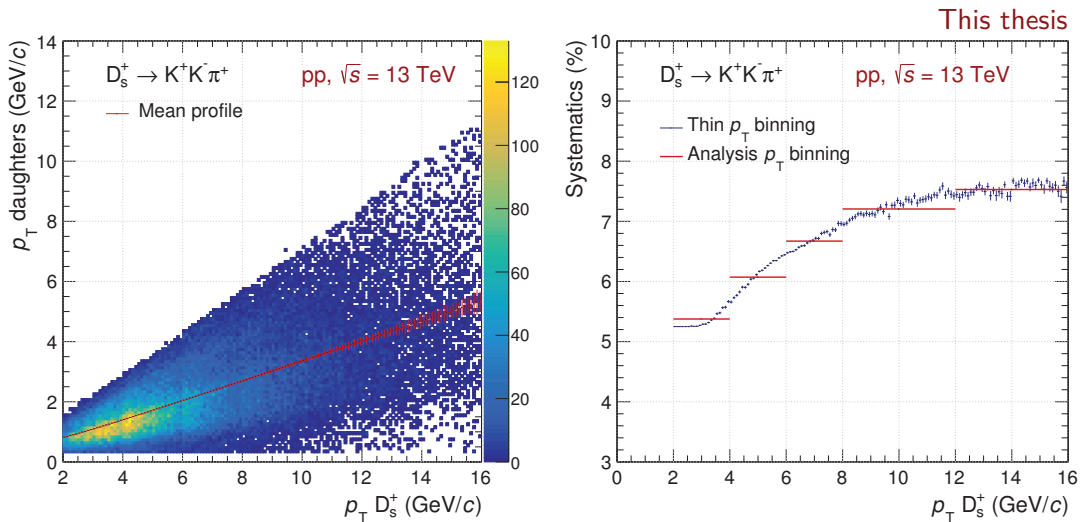 This thesis
p_T daughters (GeV/c)
14
12
10
8
6
4
2
0
D_s^+ → K^+K^-π^+
pp, √s = 13 TeV
Mean profile
120
100
80
60
40
20
0
2 4 6 8 10 12 14 16
p_T D_s^+ (GeV/c)
Systematics (%)
10
9
8
7
6
5
4
3
D_s^+ → K^+K^-π^+
pp, √s = 13 TeV
Thin p_T binning
Analysis p_T binning
0 2 4 6 8 10 12 14 16
p_T D_s^+ (GeV/c)